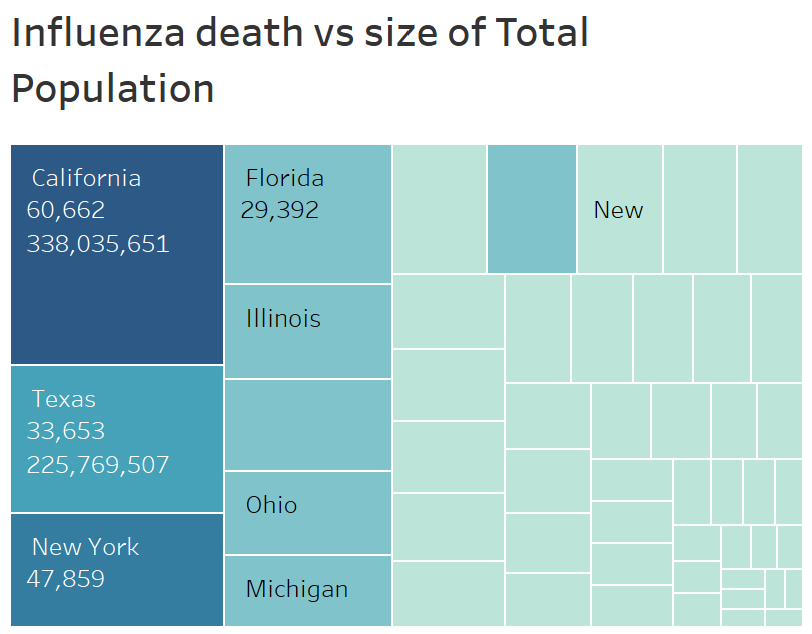 Influenza death vs size of Total
Population
California
60,662
338,035,651
Texas
33,653
225,769,507
New York
47,859
Florida
29,392
Illinois
Ohio
Michigan
New